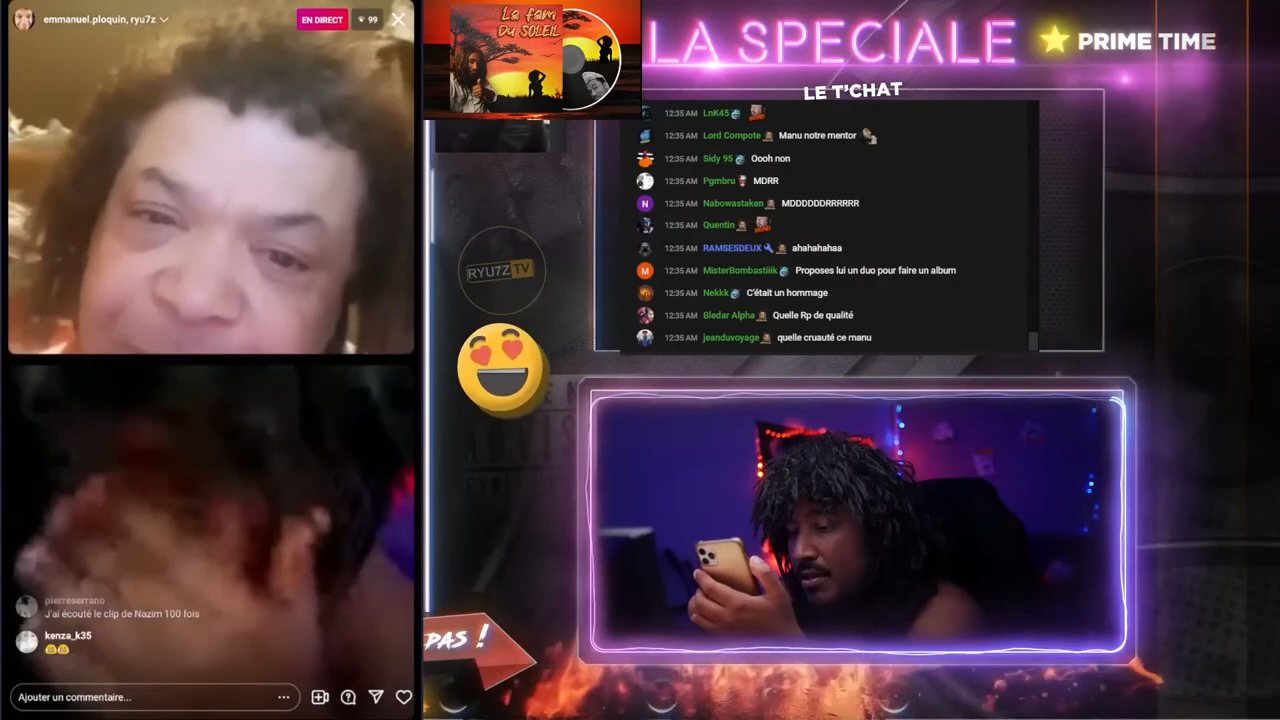 emmanuel.ploquin, ryu7z
EN DIRECT
99
La fam
DU SOLEIL
LA SPECIALE
PRIME TIME
LE T'CHAT
12:35 AM LnK45
12:35 AM Lord Compote Manu notre mentor
12:35 AM Sidy 95 Oooh non
12:35 AM Pgmbru MDRR
N 12:35 AM Nabowastaken MDDDDDDRRRRRR
12:35 AM Quentin
12:35 AM RAMSESDEUX ahahahahaa
M 12:35 AM MisterBombastiiik Proposes lui un duo pour faire un album
12:35 AM Nekkk C'était un hommage
12:35 AM Bledar Alpha Quelle Rp de qualité
12:35 AM jeanduvoyage quelle cruauté ce manu
RYU7Z TV
pierreserrano
J'ai écouté le clip de Nazim 100 fois
kenza_k35
PAS !
Ajouter un commentaire...